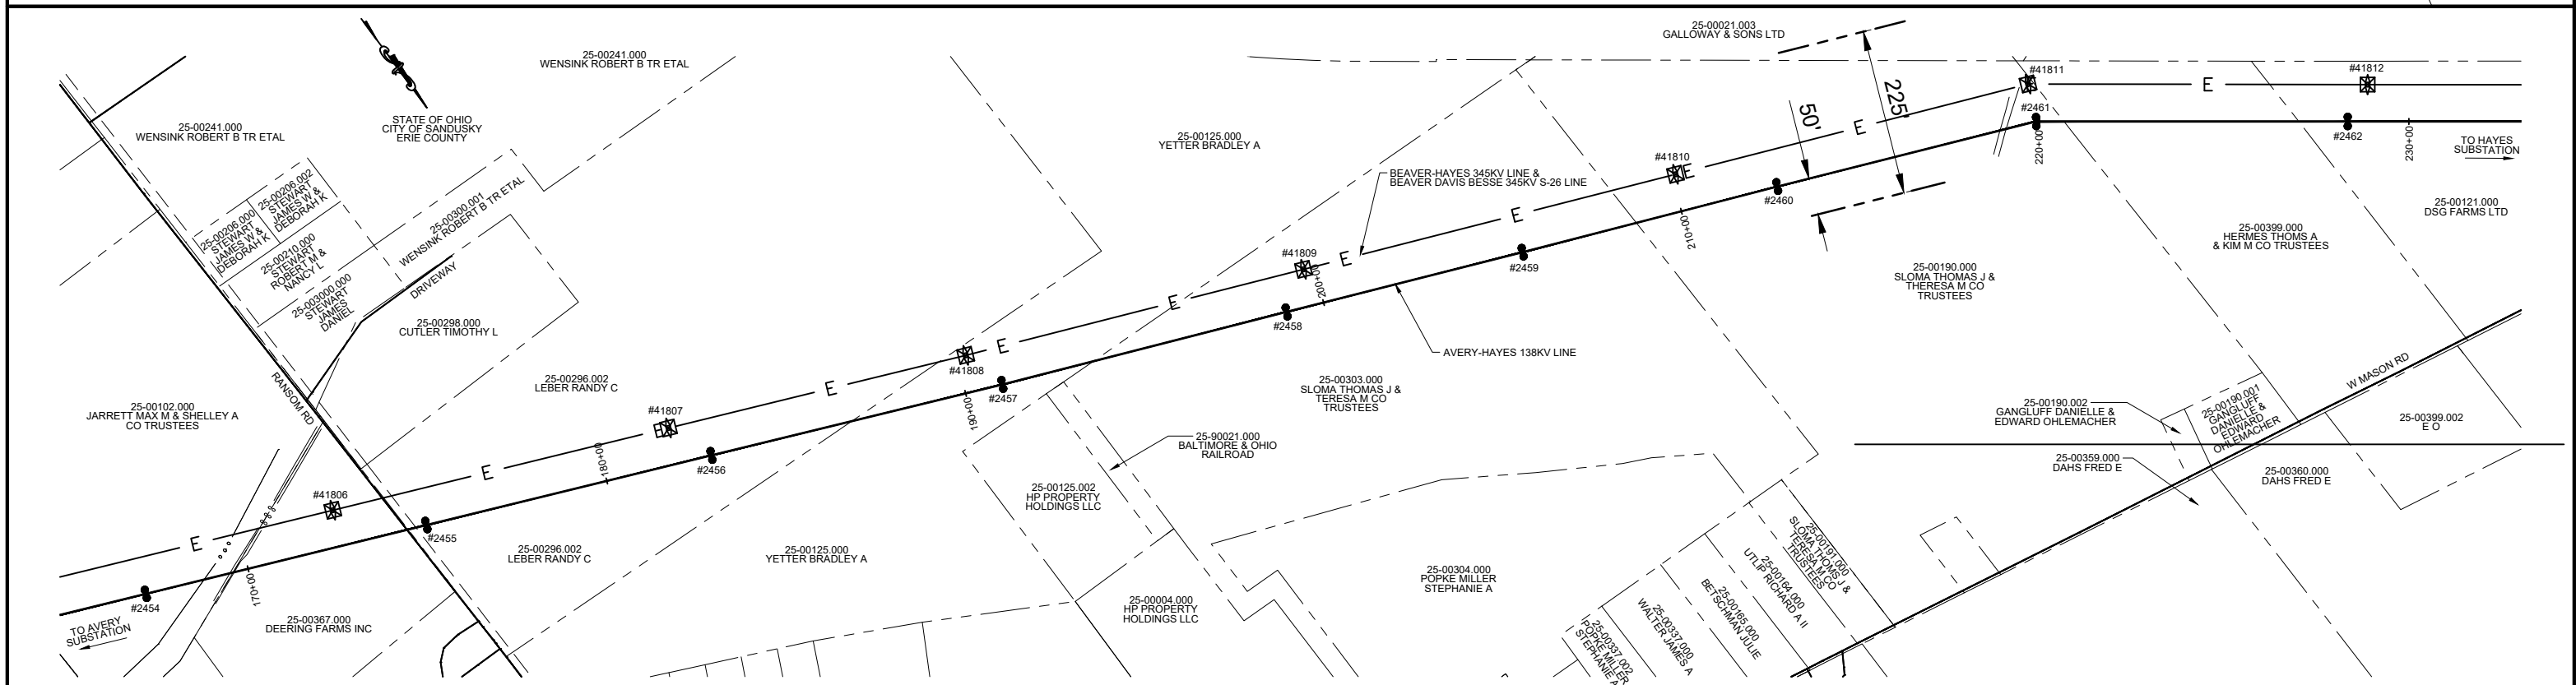 25-00021.003
GALLOWAY & SONS LTD
25-00241.000
WENSINK ROBERT B TR ETAL
STATE OF OHIO
CITY OF SANDUSKY
ERIE COUNTY
25-00241.000
WENSINK ROBERT B TR ETAL
25-00125.000
YETTER BRADLEY A
50'
225'
#41811
#2461
220+00
E
#41812
#2462
230+00
TO HAYES
SUBSTATION
25-00206.000
STEWART
JAMES W &
DEBORAH K
25-00206.002
STEWART
JAMES W &
DEBORAH K
25-00210.000
STEWART
ROBERT M &
NANCY L
25-003000.000
STEWART
JAMES
DANIEL
25-00300.001
WENSINK ROBERT B TR ETAL
DRIVEWAY
BEAVER-HAYES 345KV LINE &
BEAVER DAVIS BESSE 345KV S-26 LINE
#41810
E
E
E
#2460
210+00
25-00121.000
DSG FARMS LTD
25-00399.000
HERMES THOMS A
& KIM M CO TRUSTEES
25-00190.000
SLOMA THOMAS J &
THERESA M CO
TRUSTEES
#41809
E
200+00
#2459
E
#2458
25-00298.000
CUTLER TIMOTHY L
#41808
E
AVERY-HAYES 138KV LINE
25-00296.002
LEBER RANDY C
E
190+00
#2457
25-00303.000
SLOMA THOMAS J &
TERESA M CO
TRUSTEES
RANSOM RD
25-00102.000
JARRETT MAX M & SHELLEY A
CO TRUSTEES
#41807
E
180+00
#2456
25-90021.000
BALTIMORE & OHIO
RAILROAD
W MASON RD
25-00190.002
GANGLUFF DANIELLE &
EDWARD OHLEMACHER
25-00190.001
GANGLUFF
DANIELLE &
EDWARD
OHLEMACHER
25-00399.002
E O
25-00359.000
DAHS FRED E
25-00360.000
DAHS FRED E
E
#41806
#2455
E
25-00125.002
HP PROPERTY
HOLDINGS LLC
25-00296.002
LEBER RANDY C
25-00125.000
YETTER BRADLEY A
#2454
170+00
TO AVERY
SUBSTATION
25-00367.000
DEERING FARMS INC
25-00004.000
HP PROPERTY
HOLDINGS LLC
25-00304.000
POPKE MILLER
STEPHANIE A
25-00337.002
POPKE MILLER
STEPHANIE A
25-00337.000
WALTER JAMES A
25-00165.000
BETSCHMAN JULIE
25-00164.000
UTLIP RICHARD A II
25-00191.000
SLOMA THOMS J &
TERESA M CO
TRUSTEES